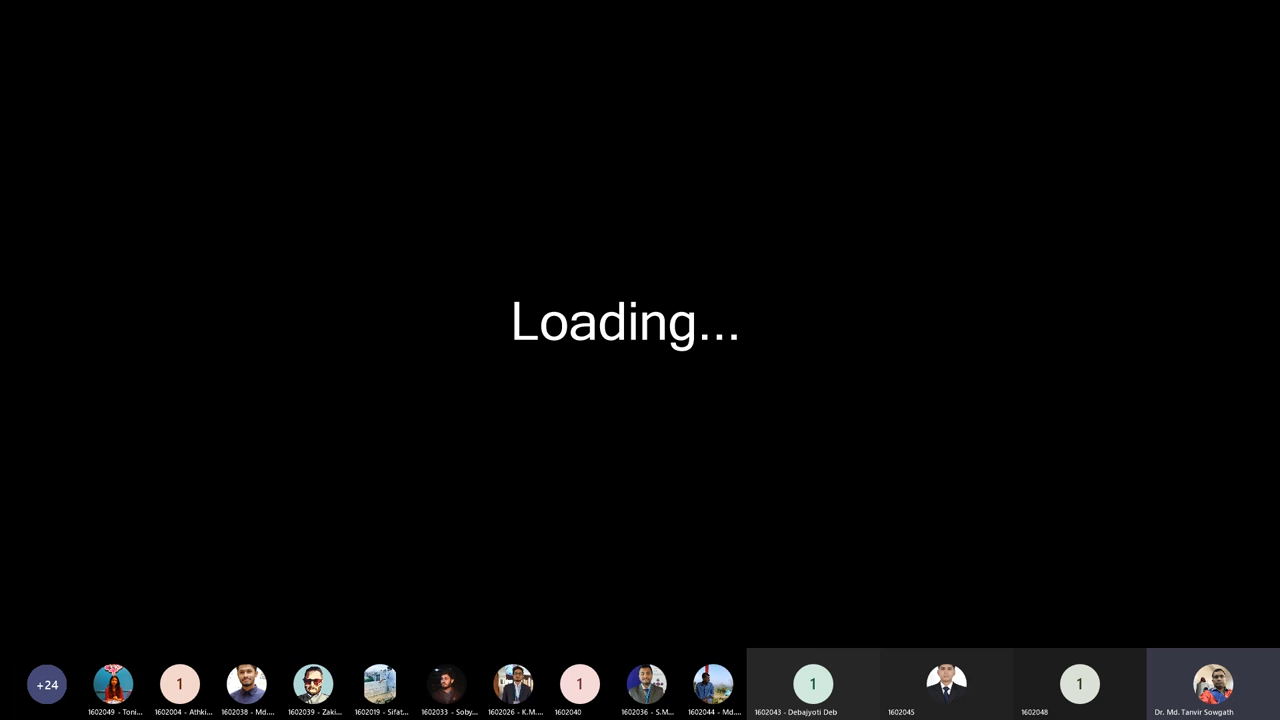 Loading...
+24
1602049 - Toni...
1
1602004 - Athki...
1602038 - Md....
1602039 - Zaki...
1602019 - Sifat...
1602033 - Soby...
1602026 - K.M....
1
1602040
1602036 - S.M...
1602044 - Md....
1
1602043 - Debajyoti Deb
1602045
1
1602048
Dr. Md. Tanvir Sowgath